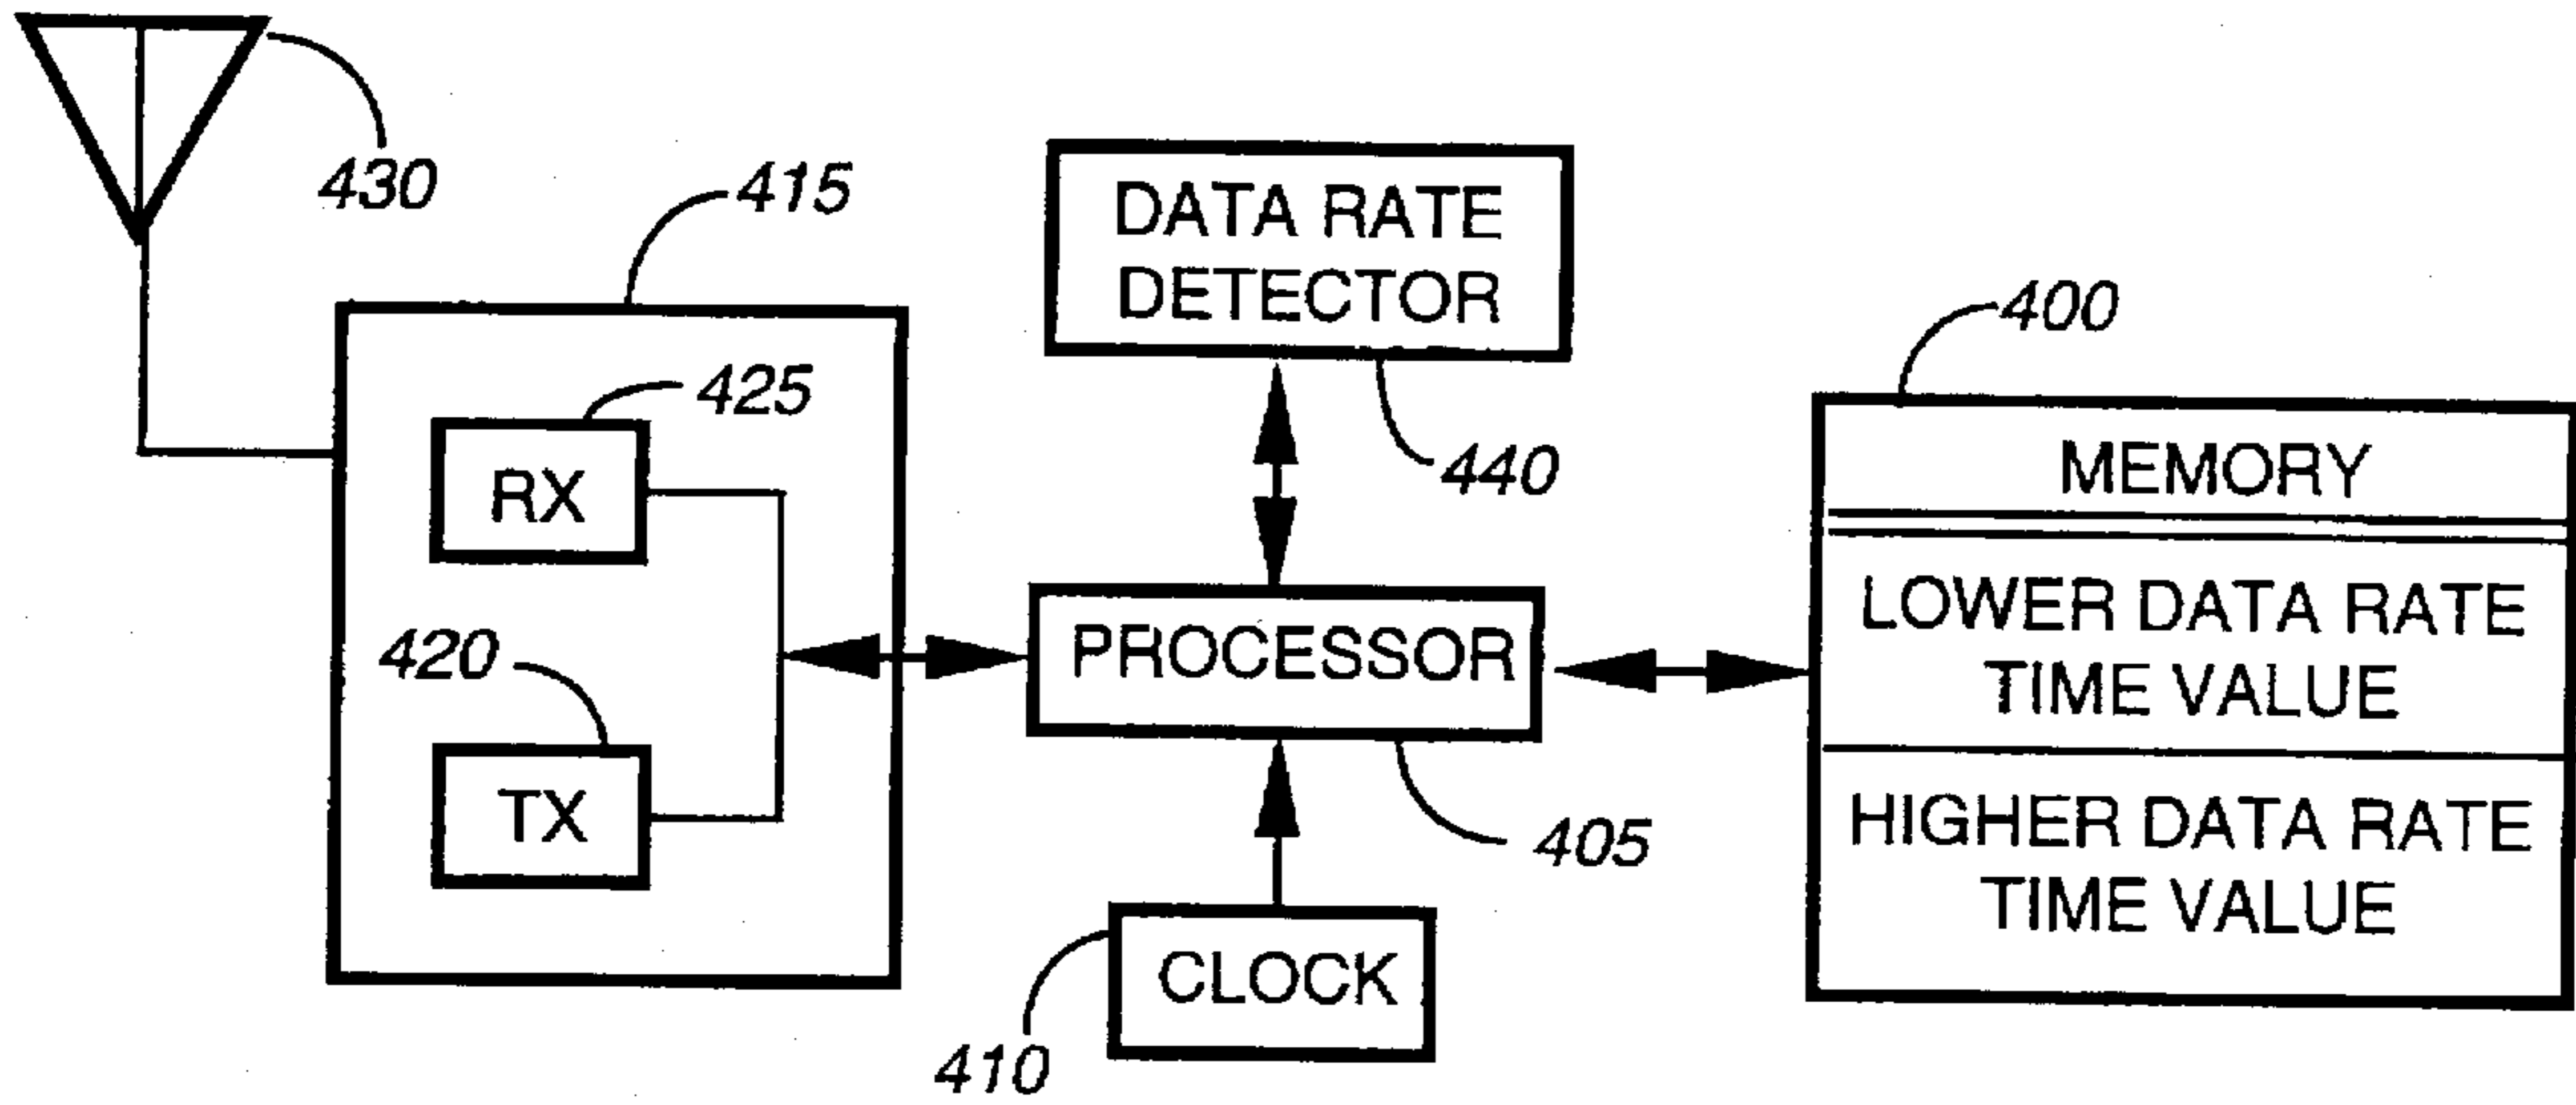 430
415
DATA RATE
DETECTOR
400
425
RX
440
MEMORY
LOWER DATA RATE
TIME VALUE
420
PROCESSOR
TX
405
HIGHER DATA RATE
TIME VALUE
CLOCK
410